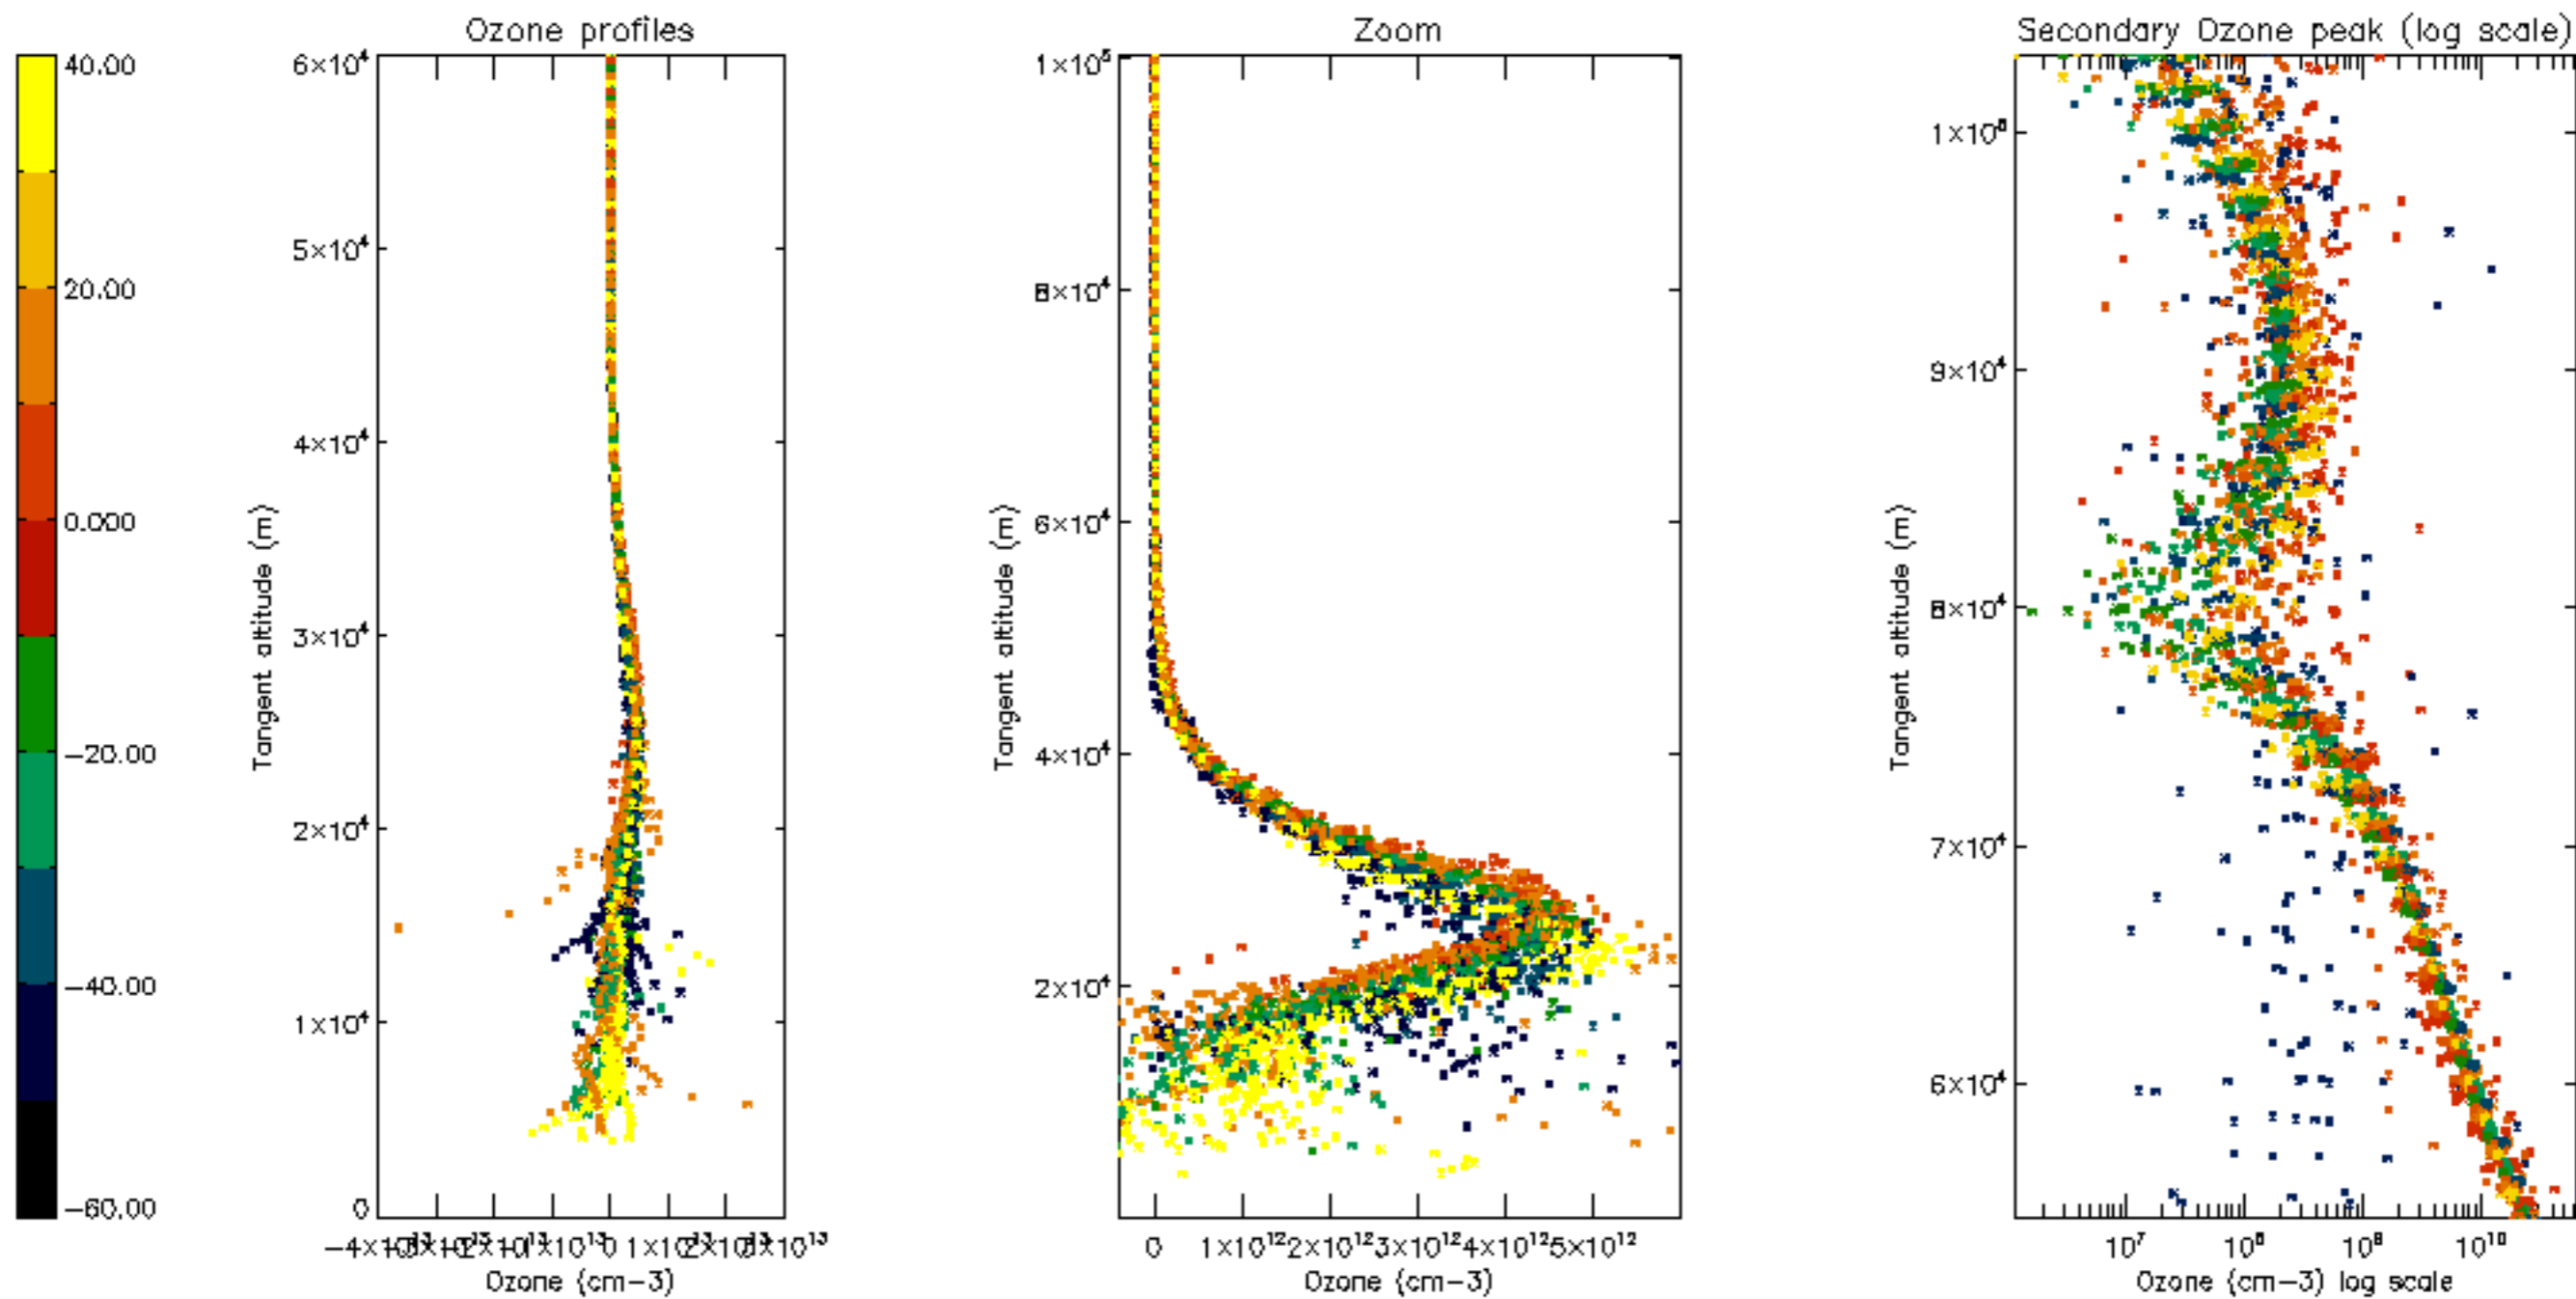 Ozone profiles
Zoom
Secondary Ozone peak (log scale)
40.00
20.00
0.000
-20.00
-40.00
-60.00
6×10⁴
5×10⁴
4×10⁴
3×10⁴
2×10⁴
1×10⁴
0
Tangent altitude (m)
0 1×10¹³
3×10¹³
Ozone (cm-3)
1×10⁵
8×10⁴
6×10⁴
4×10⁴
2×10⁴
Tangent altitude (m)
0 1×10¹² 2×10¹² 3×10¹² 4×10¹² 5×10¹²
Ozone (cm-3)
9×10⁴
8×10⁴
7×10⁴
6×10⁴
Tangent altitude (m)
10⁷ 10⁸ 10⁹ 10¹⁰
Ozone (cm-3) log scale